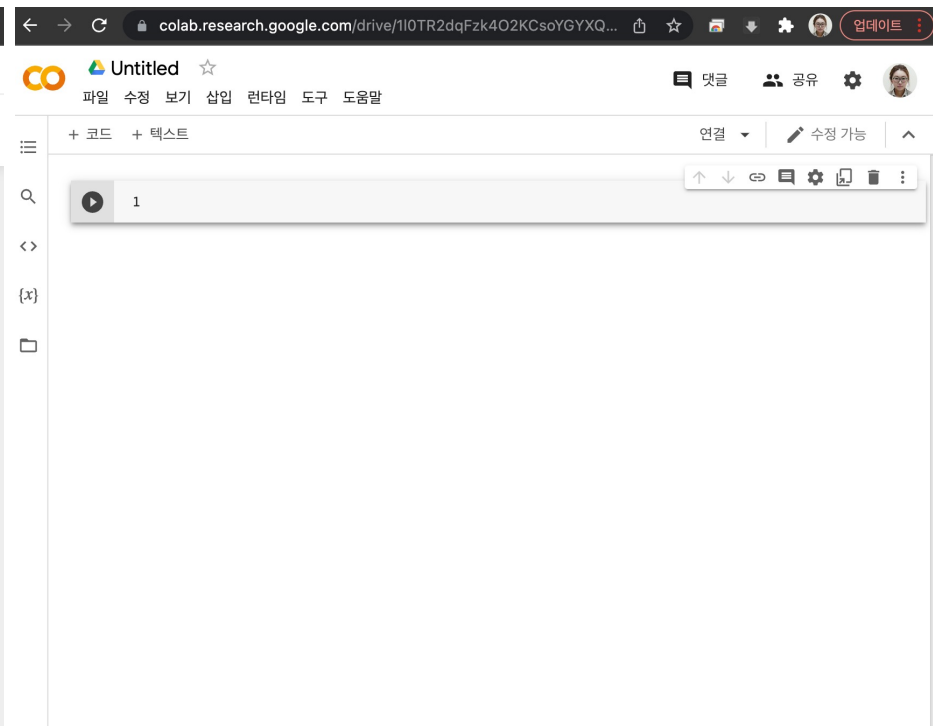 colab.research.google.com/drive/1I0TR2dqFzk4O2KCsoYGYXQ... 업데이트
CO Untitled
댓글 공유
파일 수정 보기 삽입 런타임 도구 도움말
+ 코드 + 텍스트 연결 수정 가능
1
{x}